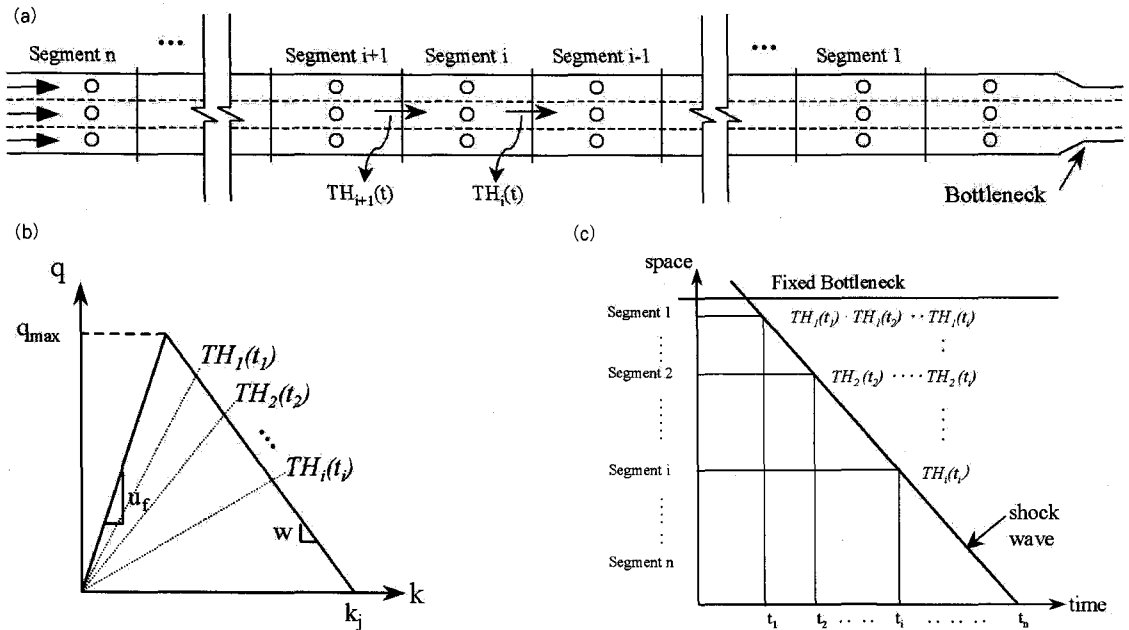 (a)
Segment n ••• Segment i+1 Segment i Segment i-1 ••• Segment 1
TH_{i+1}(t) TH_i(t)
Bottleneck
(b)
q
q_{max}
TH_1(t_1)
TH_2(t_2)
TH_i(t_i)
u_f
w
k
k_j
(c)
space
Fixed Bottleneck
Segment 1 TH_1(t_1) · TH_1(t_2) ·· TH_1(t_i)
Segment 2 TH_2(t_2) ···· TH_2(t_i)
Segment i TH_i(t_i)
shock
wave
Segment n
time
t_1 t_2 ···· t_i ······ t_n